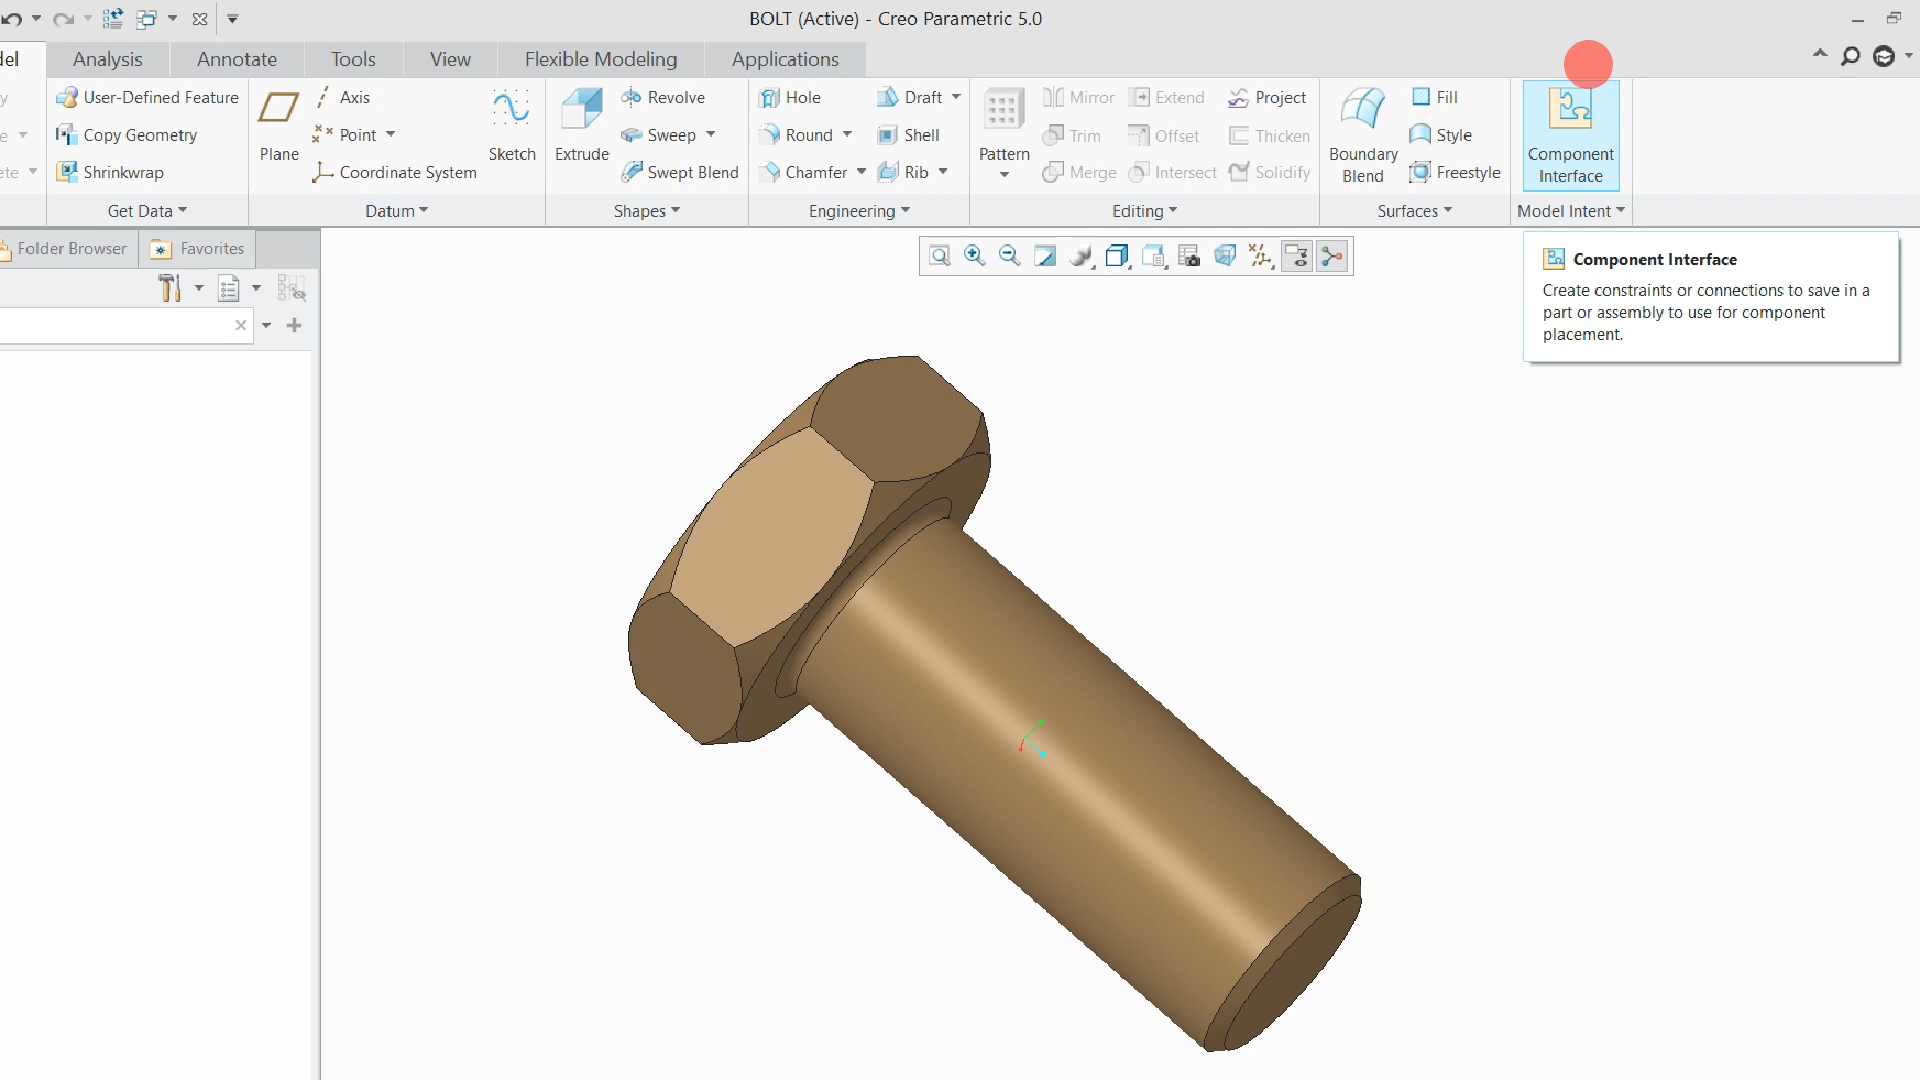 BOLT (Active) - Creo Parametric 5.0
Analysis Annotate Tools View Flexible Modeling Applications
User-Defined Feature
Copy Geometry
Shrinkwrap
Get Data
Plane
Axis
Point
Coordinate System
Sketch
Datum
Extrude
Revolve
Sweep
Swept Blend
Shapes
Hole
Draft
Round
Shell
Chamfer
Rib
Engineering
Pattern
Mirror
Extend
Project
Trim
Offset
Thicken
Merge
Intersect
Solidify
Editing
Boundary
Blend
Fill
Style
Freestyle
Surfaces
Component
Interface
Model Intent
Folder Browser
Favorites
Component Interface
Create constraints or connections to save in a
part or assembly to use for component
placement.